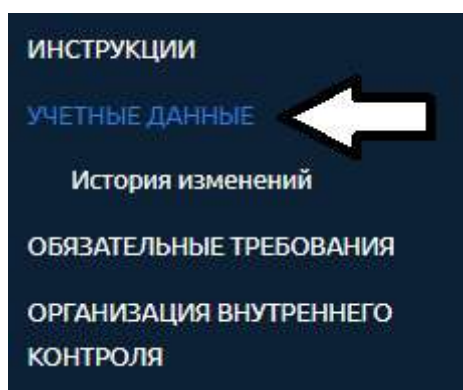 ИНСТРУКЦИИ
УЧЕТНЫЕ ДАННЫЕ
История изменений
ОБЯЗАТЕЛЬНЫЕ ТРЕБОВАНИЯ
ОРГАНИЗАЦИЯ ВНУТРЕННЕГО
КОНТРОЛЯ